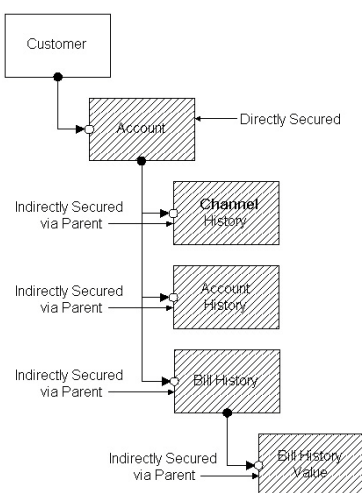 Customer
Account
Directly Secured
Indirectly Secured
via Parent
Channel
History
Indirectly Secured
via Parent
Account
History
Indirectly Secured
via Parent
Bill History
Indirectly Secured
via Parent
Bill History
Value